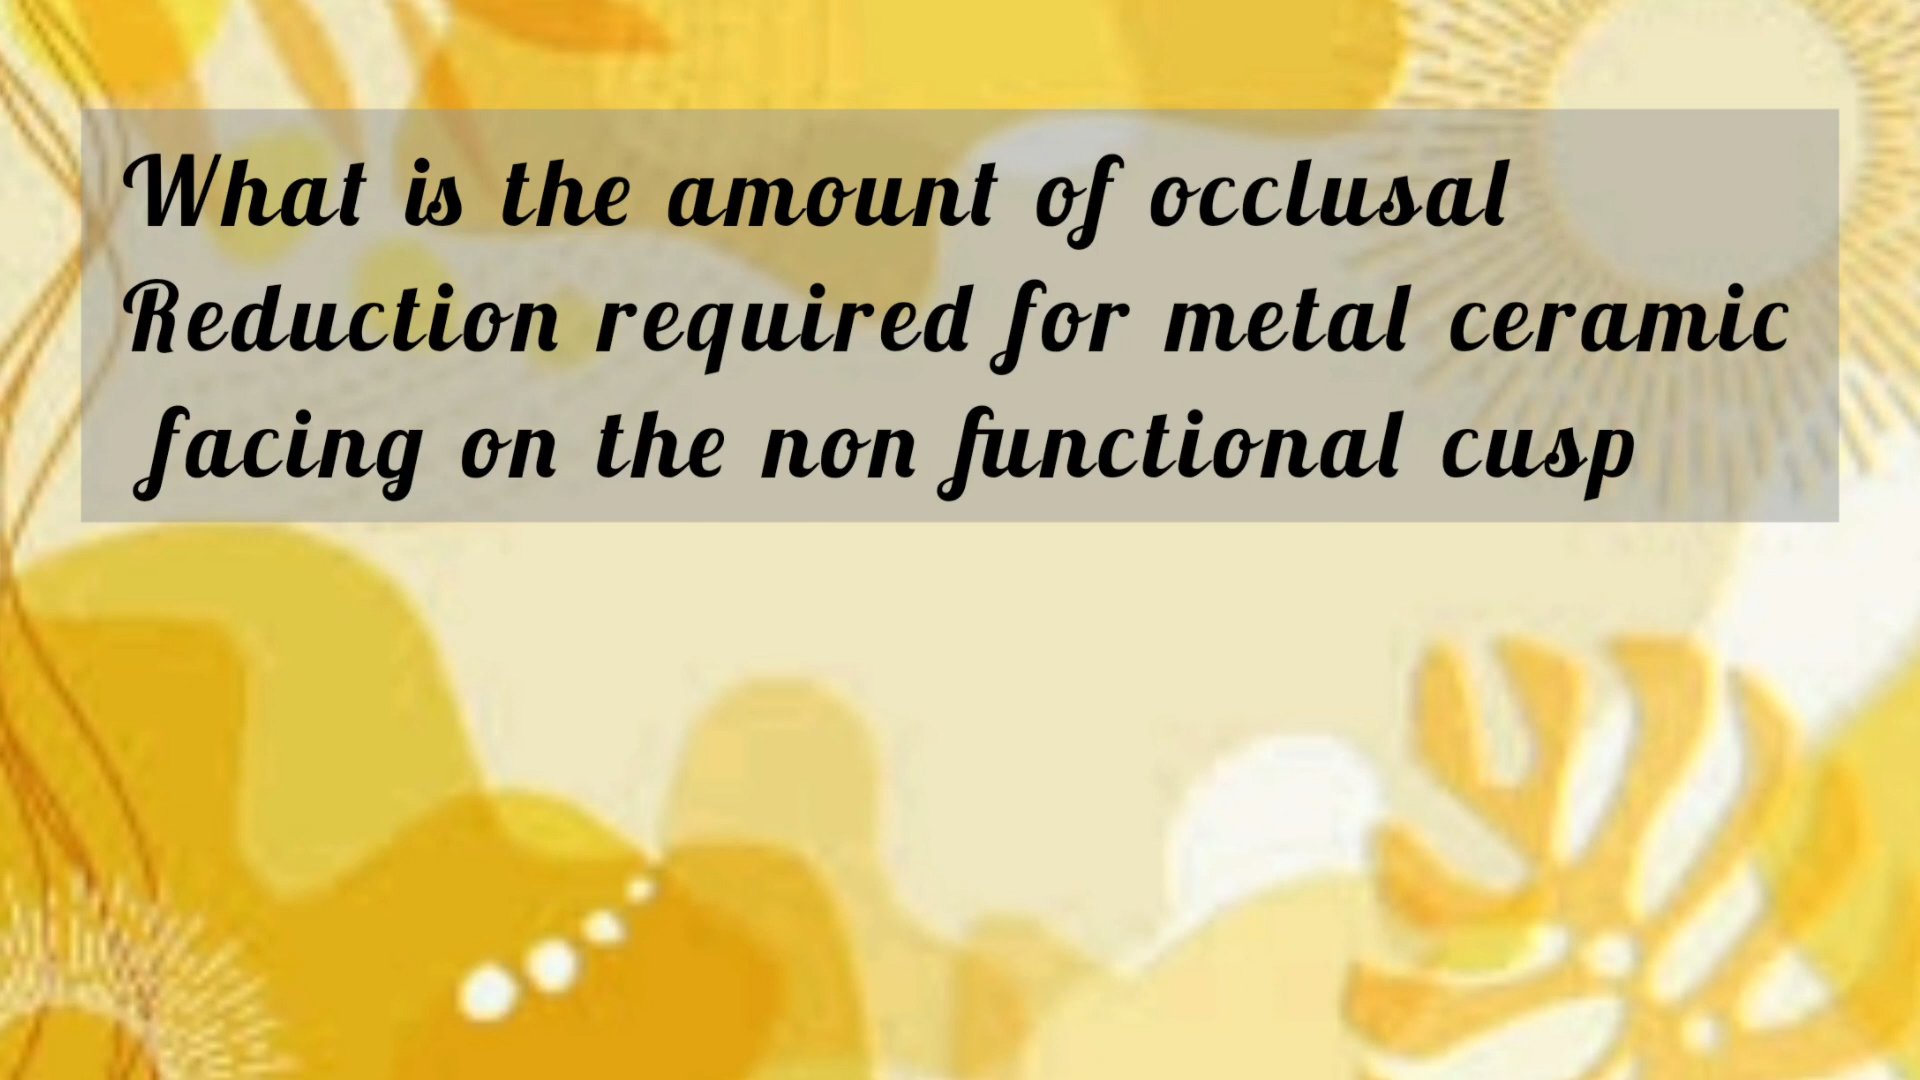 What is the amount of occlusal
Reduction required for metal ceramic
facing on the non functional cusp